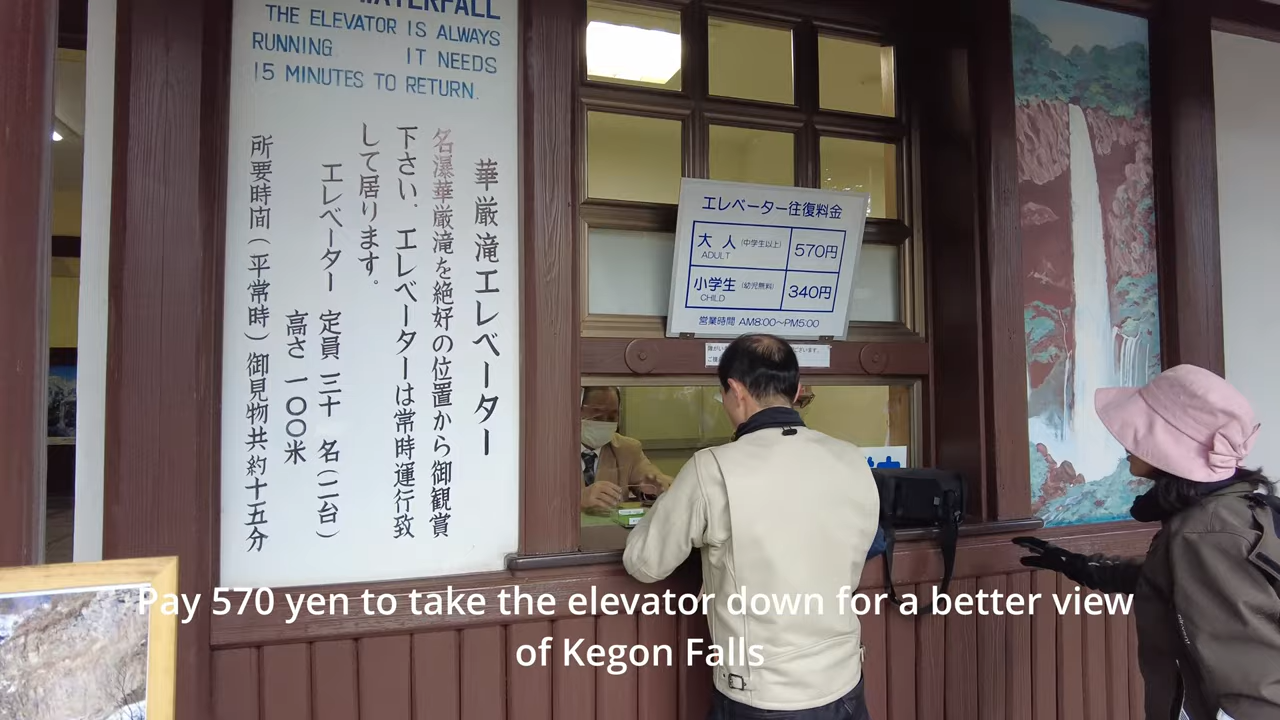 WATERFALL
THE ELEVATOR IS ALWAYS
RUNNING. IT NEEDS
15 MINUTES TO RETURN.
華厳滝エレベーター
名瀑華厳滝を絶好の位置から御観賞
下さい。エレベーターは常時運行致
して居ります。
エレベーター 定員 三十 名(二台)
高さ 一〇〇米
所要時間(平常時)御見物共約十五分
エレベーター往復料金
大人 (中学生以上) 570円
ADULT
小学生 (幼児無料) 340円
CHILD
営業時間 AM8:00〜PM5:00
Pay 570 yen to take the elevator down for a better view
of Kegon Falls